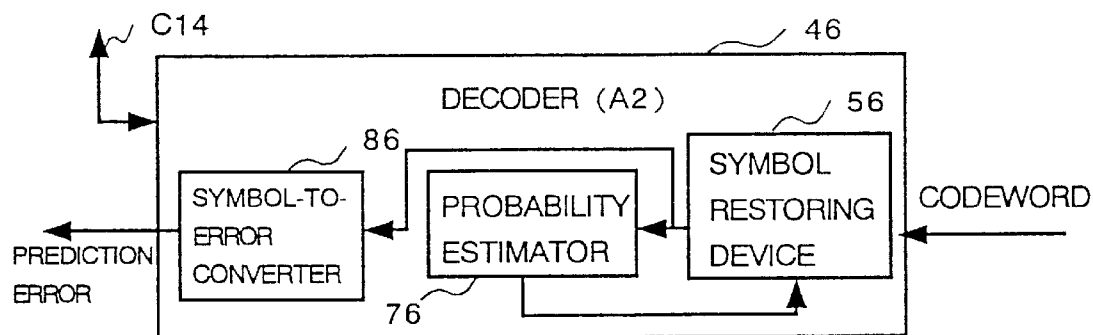 C14
46
DECODER (A2)
56
86
SYMBOL
RESTORING
DEVICE
SYMBOL-TO-
ERROR
CONVERTER
PROBABILITY
ESTIMATOR
CODEWORD
PREDICTION
ERROR
76